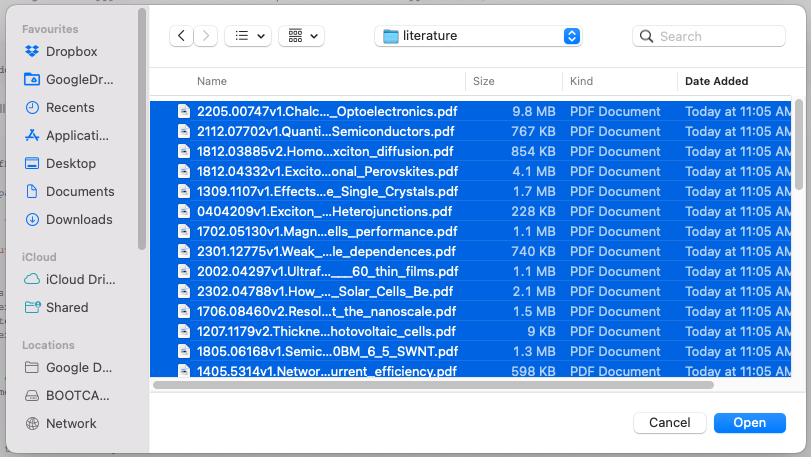 Favourites
Dropbox
GoogleDr...
Recents
Applicati...
Desktop
Documents
Downloads
iCloud
iCloud Dri...
Shared
Locations
Google D...
BOOTCA...
Network
literature
Search
Name Size Kind Date Added
2205.00747v1.Chalc..._Optoelectronics.pdf 9.8 MB PDF Document Today at 11:05 AM
2112.07702v1.Quanti...Semiconductors.pdf 767 KB PDF Document Today at 11:05 AM
1812.03885v2.Homo...xciton_diffusion.pdf 854 KB PDF Document Today at 11:05 AM
1812.04332v1.Excito...onal_Perovskites.pdf 4.1 MB PDF Document Today at 11:05 AM
1309.1107v1.Effects...e_Single_Crystals.pdf 1.7 MB PDF Document Today at 11:05 AM
0404209v1.Exciton_...Heterojunctions.pdf 228 KB PDF Document Today at 11:05 AM
1702.05130v1.Magn...ells_performance.pdf 1.1 MB PDF Document Today at 11:05 AM
2301.12775v1.Weak_...le_dependences.pdf 740 KB PDF Document Today at 11:05 AM
2002.04297v1.Ultraf...___60_thin_films.pdf 1.1 MB PDF Document Today at 11:05 AM
2302.04788v1.How_..._Solar_Cells_Be.pdf 2.1 MB PDF Document Today at 11:05 AM
1706.08460v2.Resol...t_the_nanoscale.pdf 1.5 MB PDF Document Today at 11:05 AM
1207.1179v2.Thickne...hotovoltaic_cells.pdf 9 KB PDF Document Today at 11:05 AM
1805.06168v1.Semic...0BM_6_5_SWNT.pdf 1.3 MB PDF Document Today at 11:05 AM
1405.5314v1.Networ...urrent_efficiency.pdf 598 KB PDF Document Today at 11:05 AM
Cancel Open